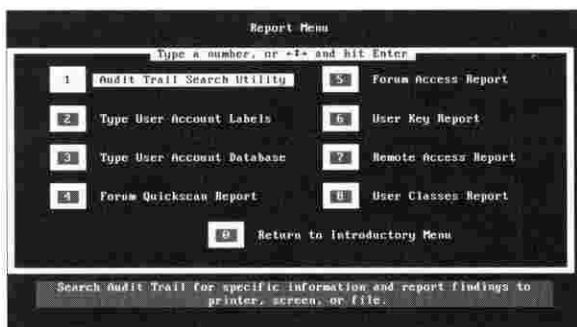 Report Menu
Type a number, or ←↕→ and hit Enter
1 Audit Trail Search Utility
2 Type User Account Labels
3 Type User Account Database
4 Forum Quickscan Report
5 Forum Access Report
6 User Key Report
7 Remote Access Report
8 User Classes Report
0 Return to Introductory Menu
Search Audit Trail for specific information and report findings to
printer, screen, or file.